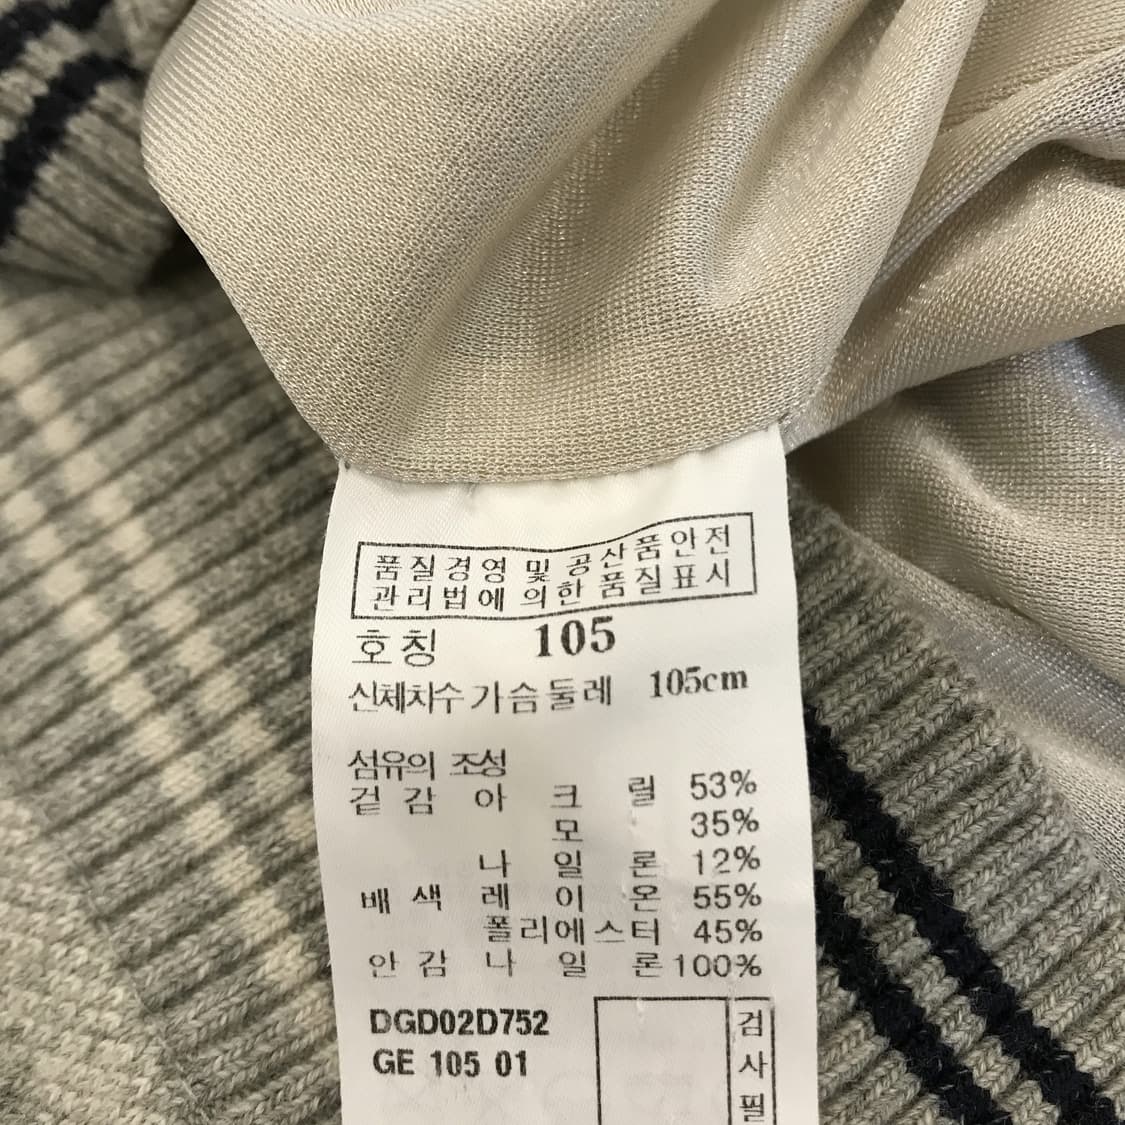 품질경영 및 공산품안전
관리법에 의한 품질표시
호칭 105
신체치수 가슴둘레 105cm
섬유의 조성
겉감 아크릴 53%
모 35%
나일론 12%
배색 레이온 55%
폴리에스터 45%
안감 나일론 100%
DGD02D752
GE 105 01
검사필